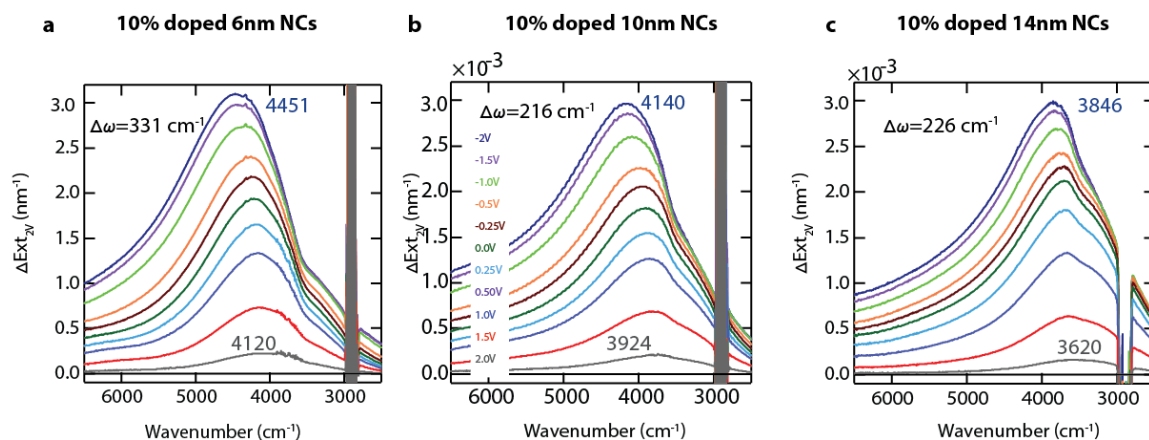 a 10% doped 6nm NCs
b 10% doped 10nm NCs
c 10% doped 14nm NCs
3.0
2.5
2.0
1.5
1.0
0.5
0.0
ΔExt2V (nm-1)
Δω=331 cm-1
4451
4120
6000 5000 4000 3000
Wavenumber (cm-1)
×10-3
3.0
2.5
2.0
1.5
1.0
0.5
0.0
ΔExt2V (nm-1)
Δω=216 cm-1
4140
-2V
-1.5V
-1.0V
-0.5V
-0.25V
0.0V
0.25V
0.50V
1.0V
1.5V
2.0V
3924
6000 5000 4000 3000
Wavenumber (cm-1)
×10-3
3.0
2.5
2.0
1.5
1.0
0.5
0.0
ΔExt2V (nm-1)
Δω=226 cm-1
3846
3620
6000 5000 4000 3000
Wavenumber (cm-1)